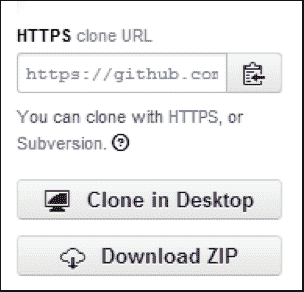 HTTPS clone URL
https://github.com
You can clone with HTTPS, or
Subversion. ?
Clone in Desktop
Download ZIP